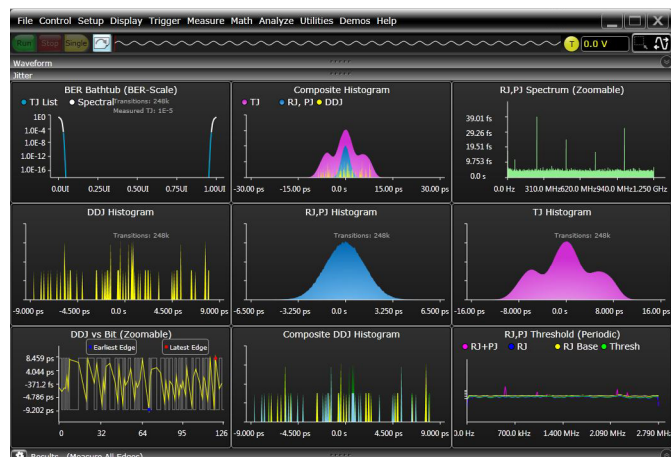 File Control Setup Display Trigger Measure Math Analyze Utilities Demos Help
Run Stop Single T 0.0 V
Waveform
Jitter
BER Bathtub (BER-Scale)
TJ List Spectral Transitions: 248k
Measured TJ: 1E-5
1E0
1.0E-4
1.0E-8
1.0E-12
1.0E-16
0.0UI 0.25UI 0.50UI 0.75UI 1.00UI
Composite Histogram
TJ RJ, PJ DDJ
-30.00 ps -15.00 ps 0.0 s 15.00 ps 30.00 ps
RJ,PJ Spectrum (Zoomable)
39.01 fs
29.26 fs
19.51 fs
9.753 fs
0.0 s
0.0 Hz 310.0 MHz 620.0 MHz 940.0 MHz 1.250 GHz
DDJ Histogram
Transitions: 248k
-9.000 ps -4.500 ps 0.0 s 4.500 ps 9.000 ps
RJ,PJ Histogram
Transitions: 248k
-6.500 ps -3.250 ps 0.0 s 3.250 ps 6.500 ps
TJ Histogram
Transitions: 248k
-16.00 ps -8.000 ps 0.0 s 8.000 ps 16.00 ps
DDJ vs Bit (Zoomable)
Earliest Edge Latest Edge
8.459 ps
4.044 ps
-371.2 fs
-4.786 ps
-9.202 ps
0 32 64 96 126
Composite DDJ Histogram
-9.000 ps -4.500 ps 0.0 s 4.500 ps 9.000 ps
RJ,PJ Threshold (Periodic)
RJ+PJ RJ RJ Base Thresh
0.0 Hz 700.0 kHz 1.400 MHz 2.090 MHz 2.790 MHz
Results (Measure All Edges)